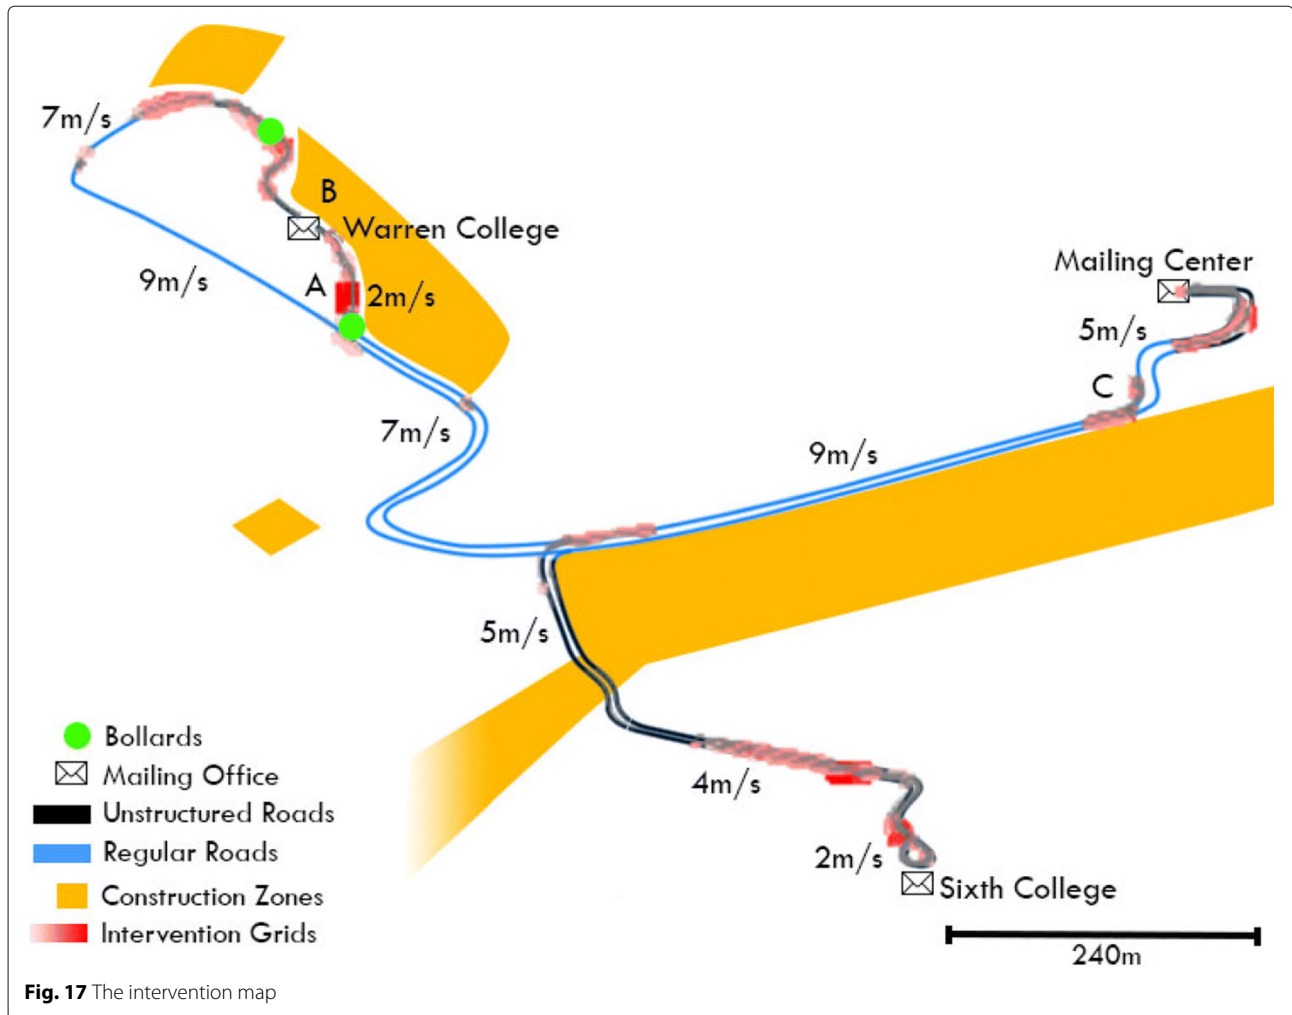 7m/s
B
Warren College
9m/s
A
2m/s
Mailing Center
5m/s
C
7m/s
9m/s
5m/s
4m/s
2m/s
Sixth College
Bollards
Mailing Office
Unstructured Roads
Regular Roads
Construction Zones
Intervention Grids
240m
Fig. 17 The intervention map